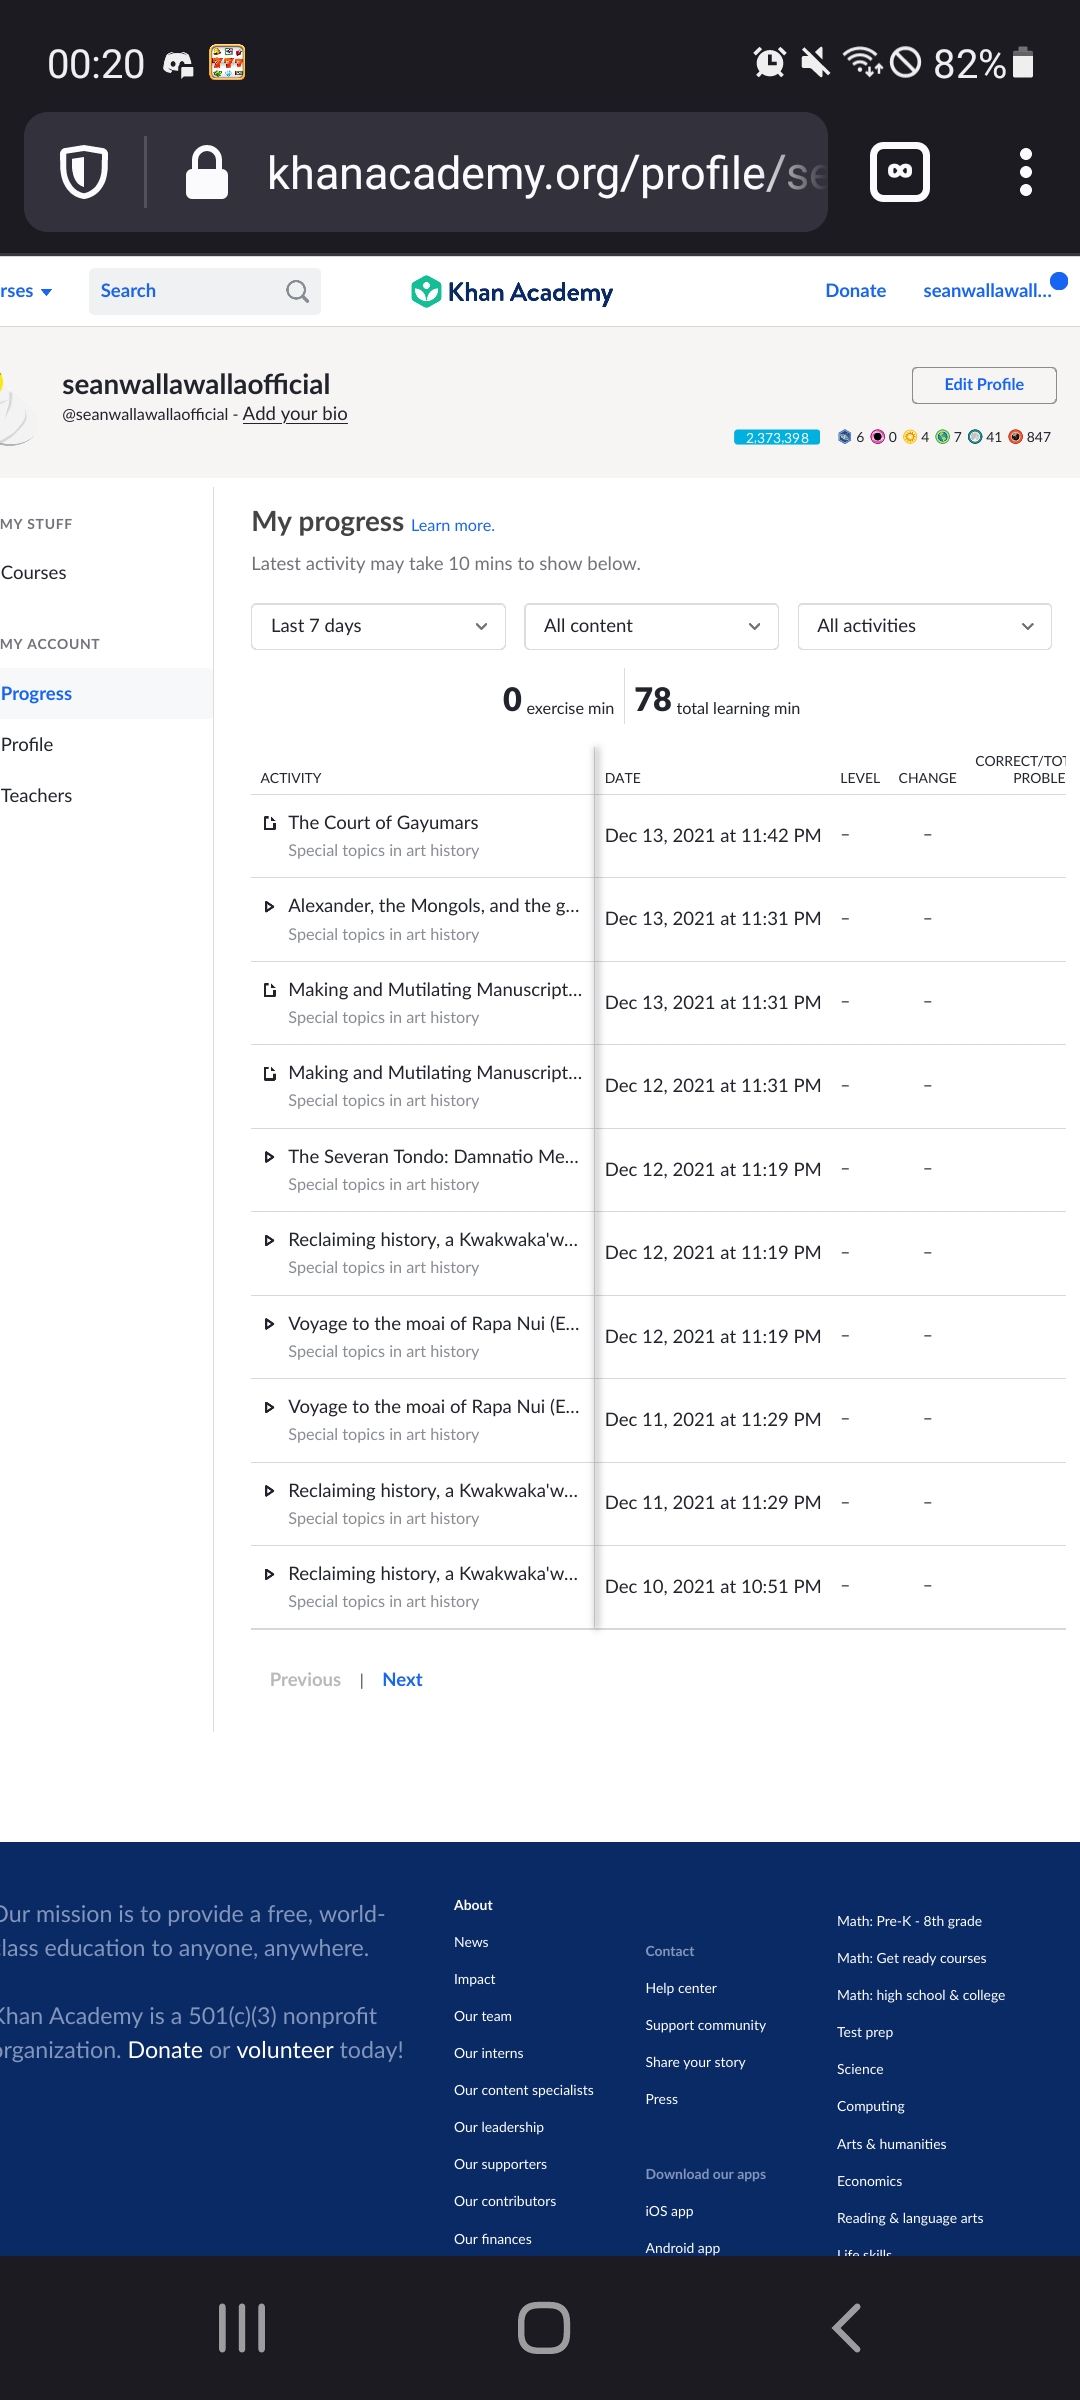 00:20
82%
khanacademy.org/profile/se
rses
Search
Khan Academy
Donate
seanwallawall...
seanwallawallaofficial
@seanwallawallaofficial - Add your bio
Edit Profile
2,373,398
6 0 4 7 41 847
MY STUFF
Courses
MY ACCOUNT
Progress
Profile
Teachers
My progress Learn more.
Latest activity may take 10 mins to show below.
Last 7 days
All content
All activities
0 exercise min
78 total learning min
ACTIVITY DATE LEVEL CHANGE CORRECT/TOT
PROBLE
The Court of Gayumars
Special topics in art history
Dec 13, 2021 at 11:42 PM – –
Alexander, the Mongols, and the g...
Special topics in art history
Dec 13, 2021 at 11:31 PM – –
Making and Mutilating Manuscript...
Special topics in art history
Dec 13, 2021 at 11:31 PM – –
Making and Mutilating Manuscript...
Special topics in art history
Dec 12, 2021 at 11:31 PM – –
The Severan Tondo: Damnatio Me...
Special topics in art history
Dec 12, 2021 at 11:19 PM – –
Reclaiming history, a Kwakwaka'w...
Special topics in art history
Dec 12, 2021 at 11:19 PM – –
Voyage to the moai of Rapa Nui (E...
Special topics in art history
Dec 12, 2021 at 11:19 PM – –
Voyage to the moai of Rapa Nui (E...
Special topics in art history
Dec 11, 2021 at 11:29 PM – –
Reclaiming history, a Kwakwaka'w...
Special topics in art history
Dec 11, 2021 at 11:29 PM – –
Reclaiming history, a Kwakwaka'w...
Special topics in art history
Dec 10, 2021 at 10:51 PM – –
Previous | Next
Our mission is to provide a free, world-
class education to anyone, anywhere.
Khan Academy is a 501(c)(3) nonprofit
organization. Donate or volunteer today!
About
News
Impact
Our team
Our interns
Our content specialists
Our leadership
Our supporters
Our contributors
Our finances
Contact
Help center
Support community
Share your story
Press
Download our apps
iOS app
Android app
Math: Pre-K - 8th grade
Math: Get ready courses
Math: high school & college
Test prep
Science
Computing
Arts & humanities
Economics
Reading & language arts
Life skills